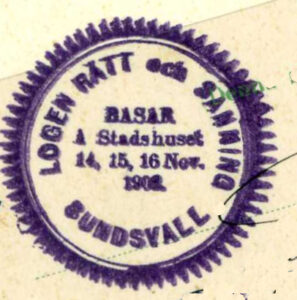 LOGEN RÄTT och SANNING
BASAR
Å Stadshuset
14, 15, 16 Nov.
1902.
SUNDSVALL